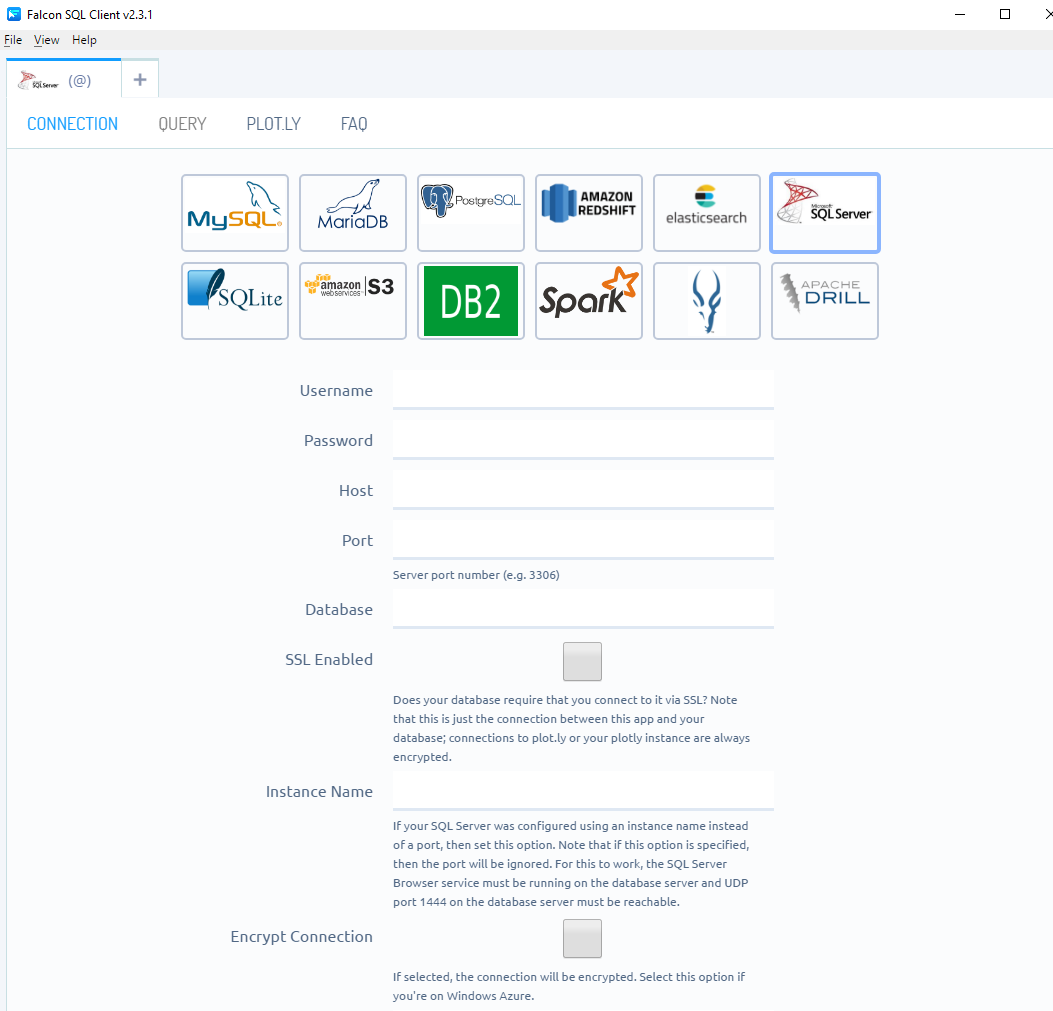 Falcon SQL Client v2.3.1
File View Help
SQL Server (@) +
CONNECTION QUERY PLOT.LY FAQ
MySQL MariaDB PostgreSQL AMAZON REDSHIFT elasticsearch Microsoft SQL Server
SQLite amazon webservices S3 DB2 Spark APACHE DRILL
Username
Password
Host
Port
Server port number (e.g. 3306)
Database
SSL Enabled
Does your database require that you connect to it via SSL? Note
that this is just the connection between this app and your
database; connections to plot.ly or your plotly instance are always
encrypted.
Instance Name
If your SQL Server was configured using an instance name instead
of a port, then set this option. Note that if this option is specified,
then the port will be ignored. For this to work, the SQL Server
Browser service must be running on the database server and UDP
port 1444 on the database server must be reachable.
Encrypt Connection
If selected, the connection will be encrypted. Select this option if
you're on Windows Azure.